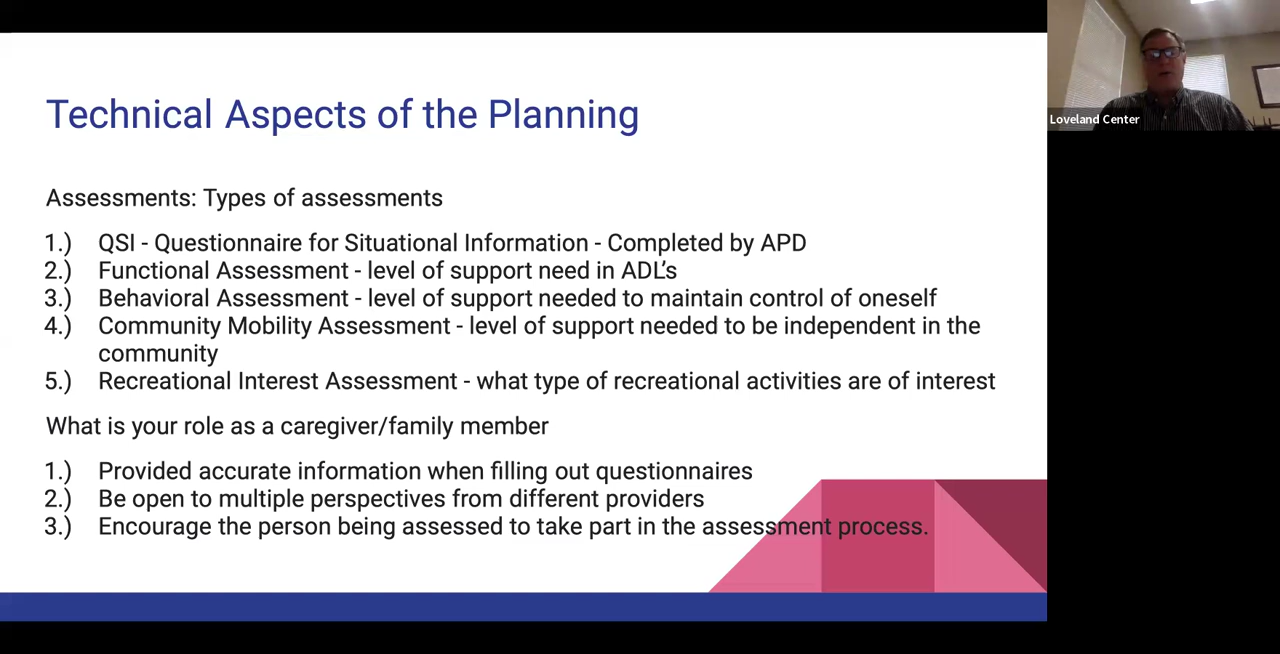 Technical Aspects of the Planning
Loveland Center
Assessments: Types of assessments
1.) QSI - Questionnaire for Situational Information - Completed by APD
2.) Functional Assessment - level of support need in ADL's
3.) Behavioral Assessment - level of support needed to maintain control of oneself
4.) Community Mobility Assessment - level of support needed to be independent in the
community
5.) Recreational Interest Assessment - what type of recreational activities are of interest
What is your role as a caregiver/family member
1.) Provided accurate information when filling out questionnaires
2.) Be open to multiple perspectives from different providers
3.) Encourage the person being assessed to take part in the assessment process.